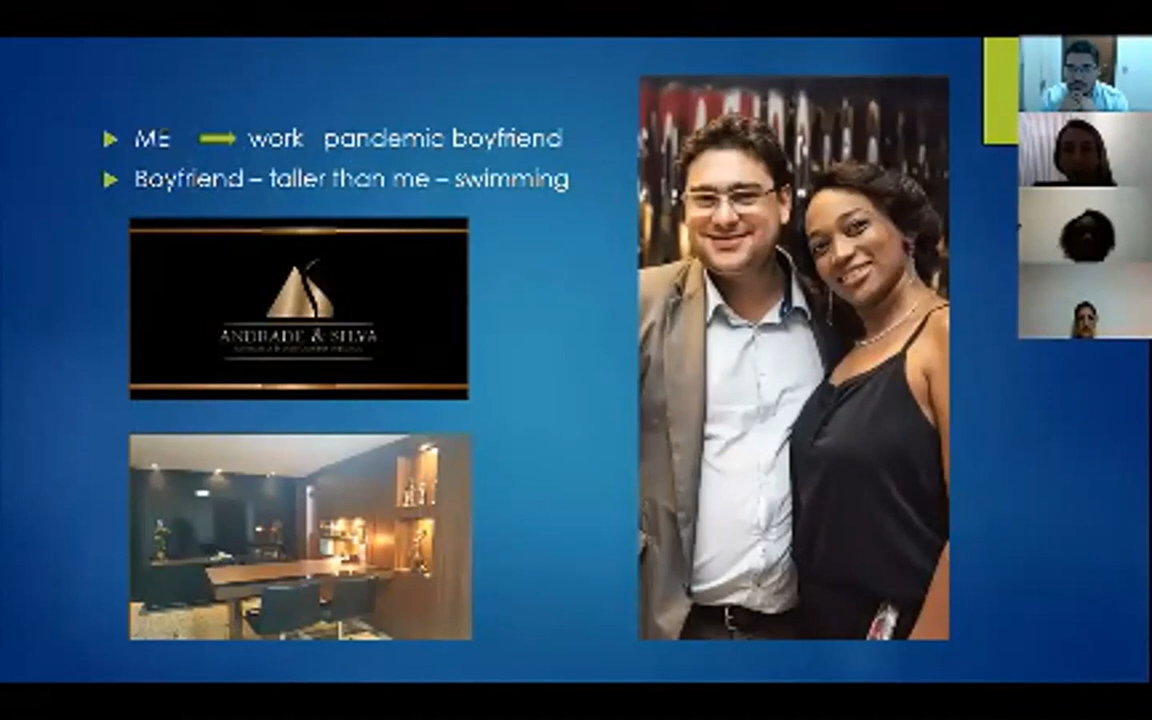 ME work pandemic boyfriend
Boyfriend – taller than me – swimming
ANDRADE & SILVA